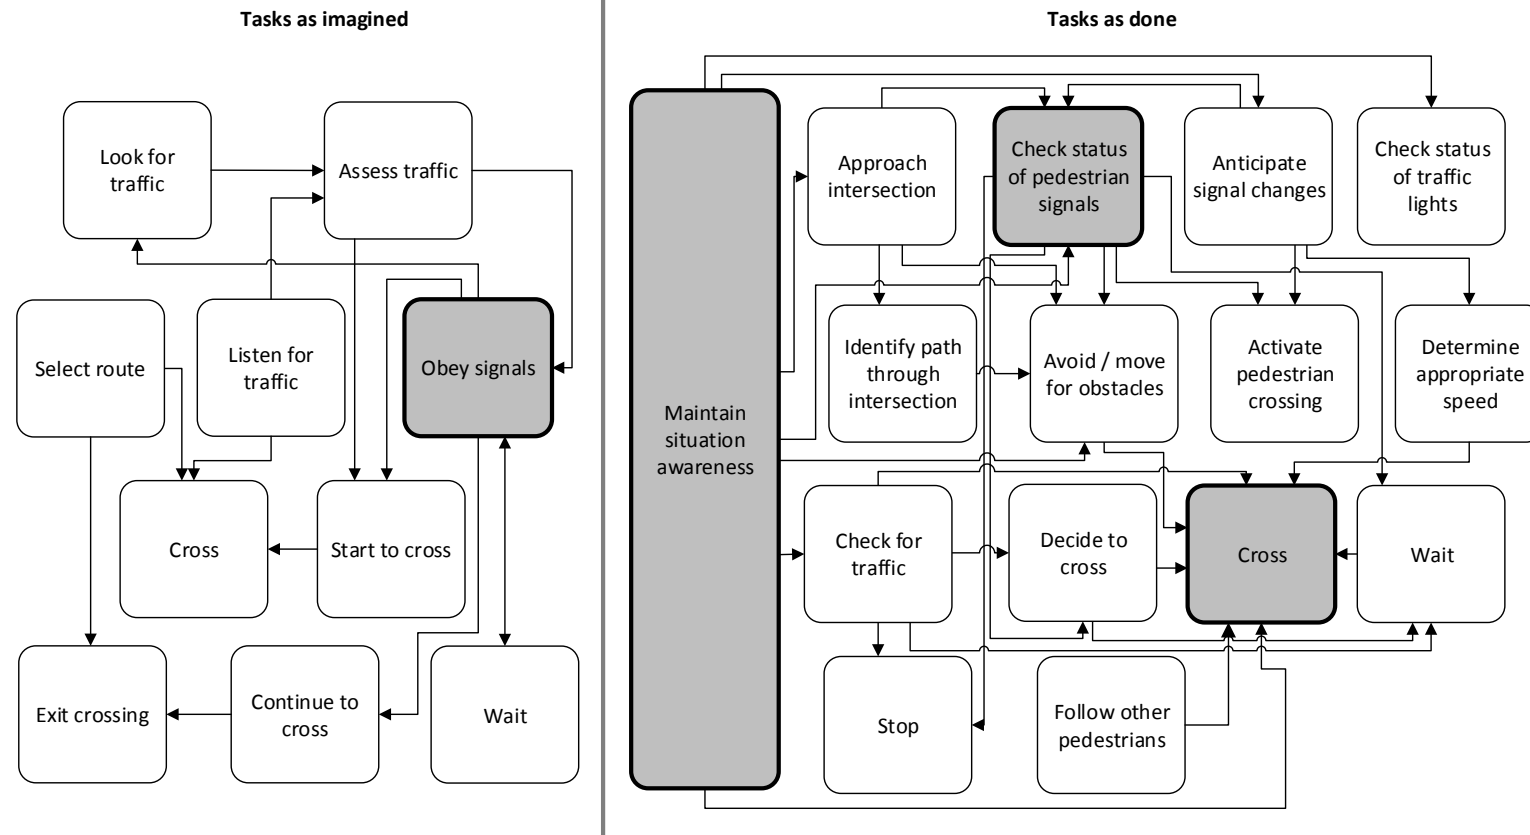 Tasks as imagined
Look for
traffic
Assess traffic
Select route
Listen for
traffic
Obey signals
Cross
Start to cross
Exit crossing
Continue to
cross
Wait
Tasks as done
Maintain
situation
awareness
Approach
intersection
Check status
of pedestrian
signals
Anticipate
signal changes
Check status
of traffic
lights
Identify path
through
intersection
Avoid / move
for obstacles
Activate
pedestrian
crossing
Determine
appropriate
speed
Check for
traffic
Decide to
cross
Cross
Wait
Stop
Follow other
pedestrians